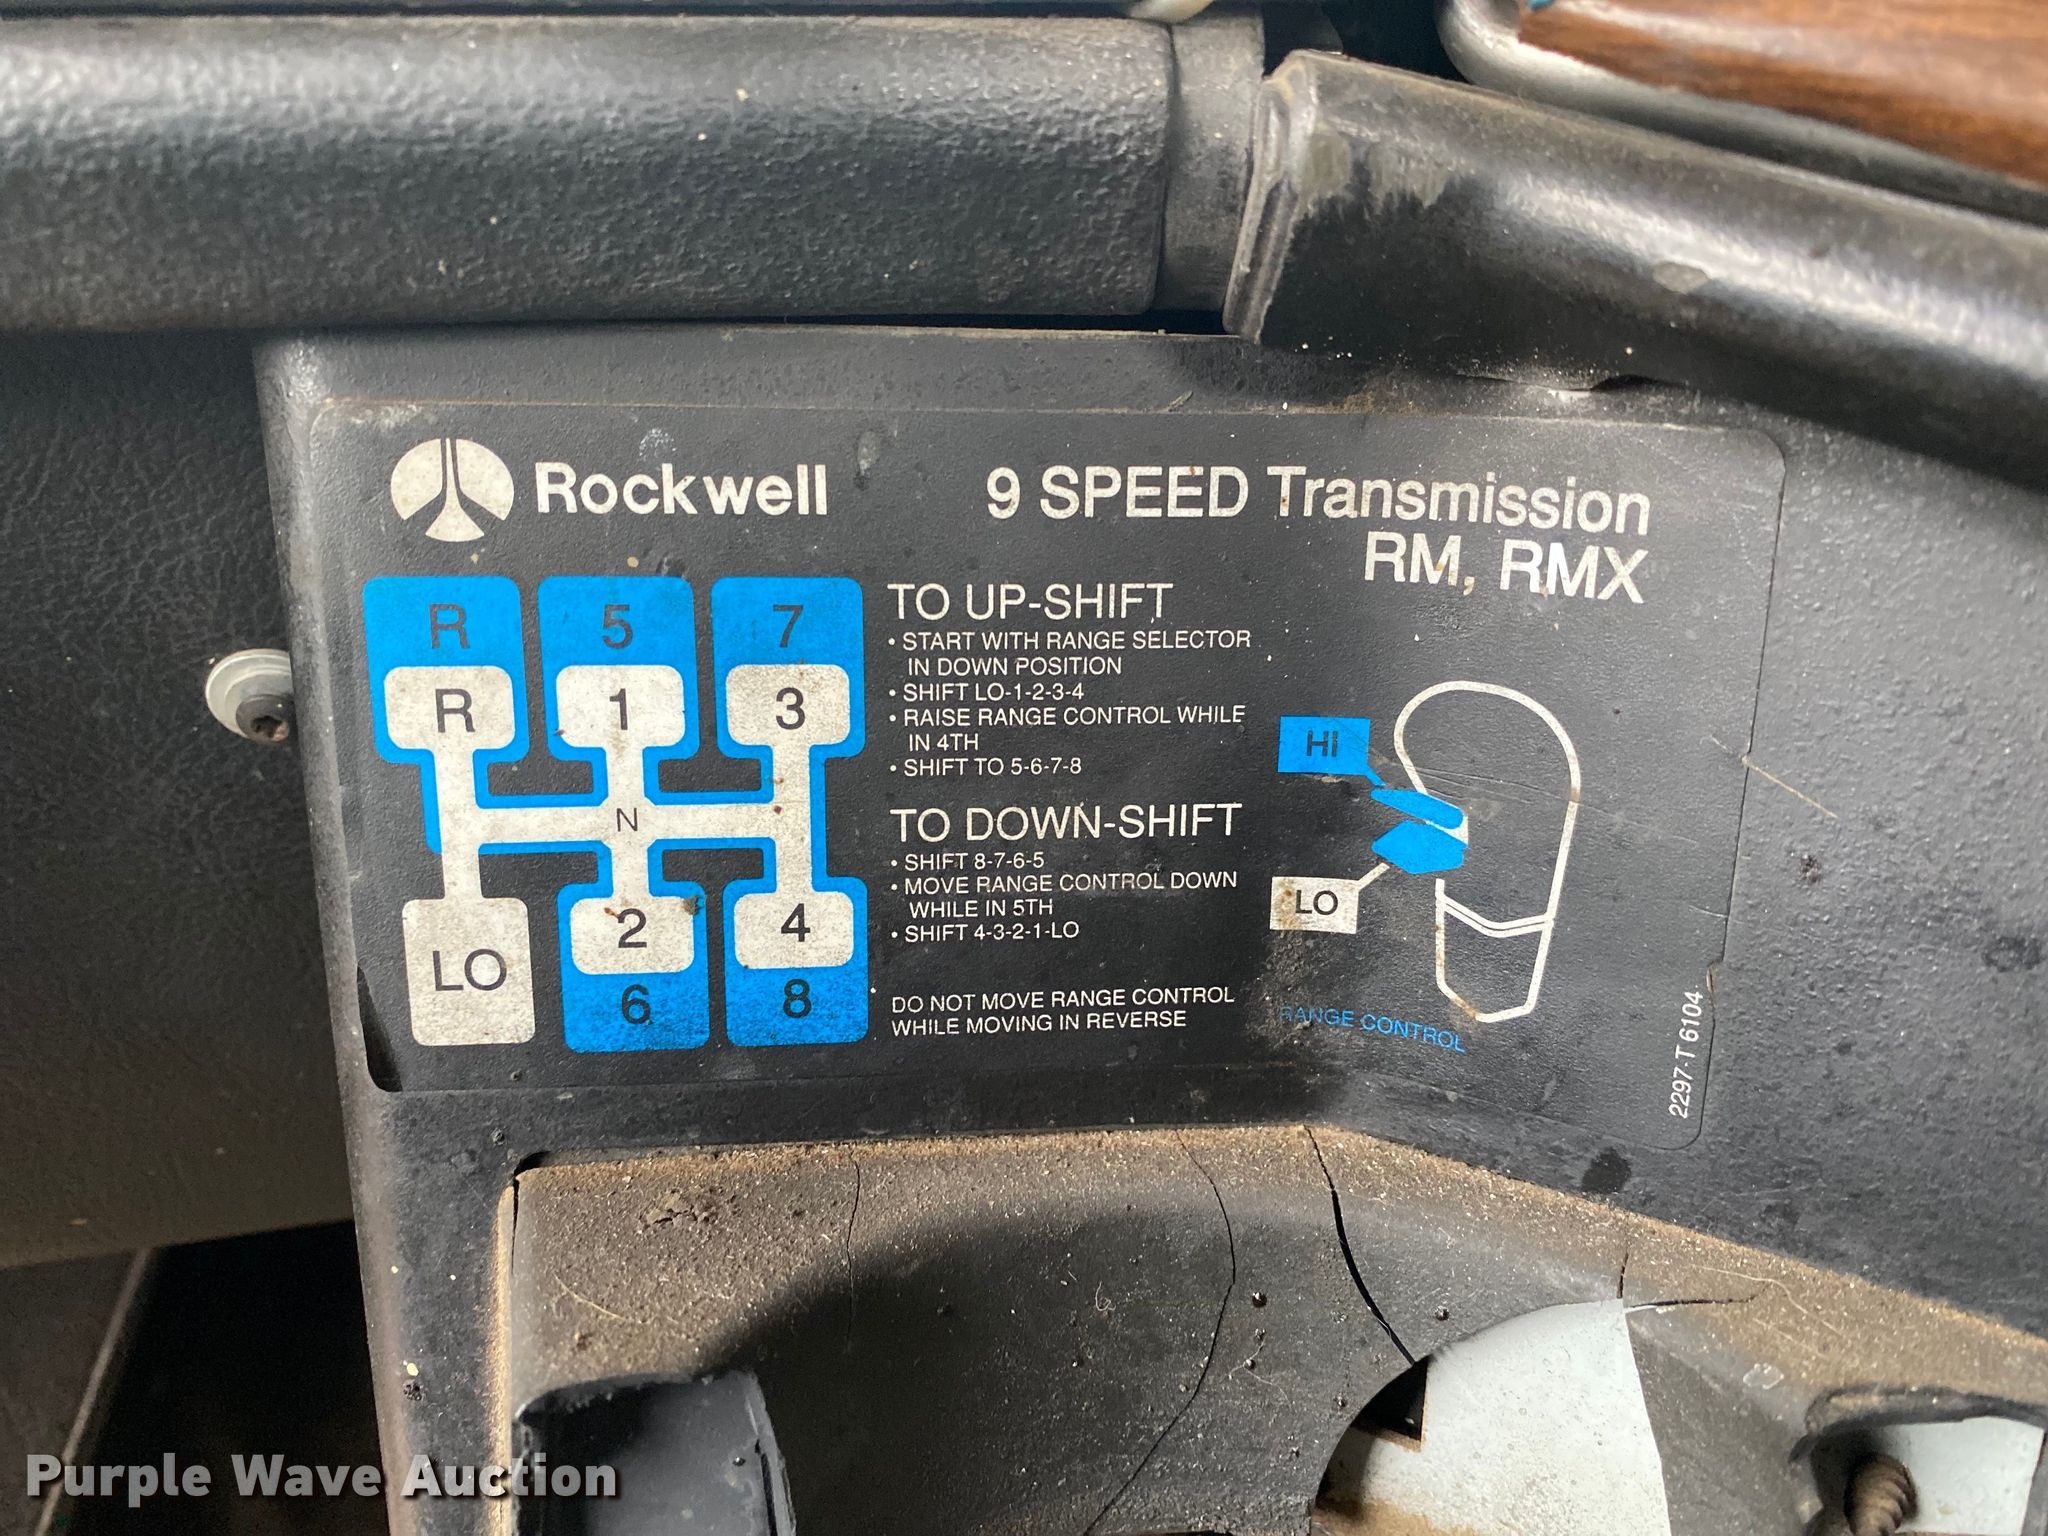 Rockwell
9 SPEED Transmission
RM, RMX
R 5 7
R 1 3
N
2 4
LO
6 8
TO UP-SHIFT
• START WITH RANGE SELECTOR
IN DOWN POSITION
• SHIFT LO-1-2-3-4
• RAISE RANGE CONTROL WHILE
IN 4TH
• SHIFT TO 5-6-7-8
TO DOWN-SHIFT
• SHIFT 8-7-6-5
• MOVE RANGE CONTROL DOWN
WHILE IN 5TH
• SHIFT 4-3-2-1-LO
DO NOT MOVE RANGE CONTROL
WHILE MOVING IN REVERSE
HI
LO
RANGE CONTROL
2297-T6104
Purple Wave Auction